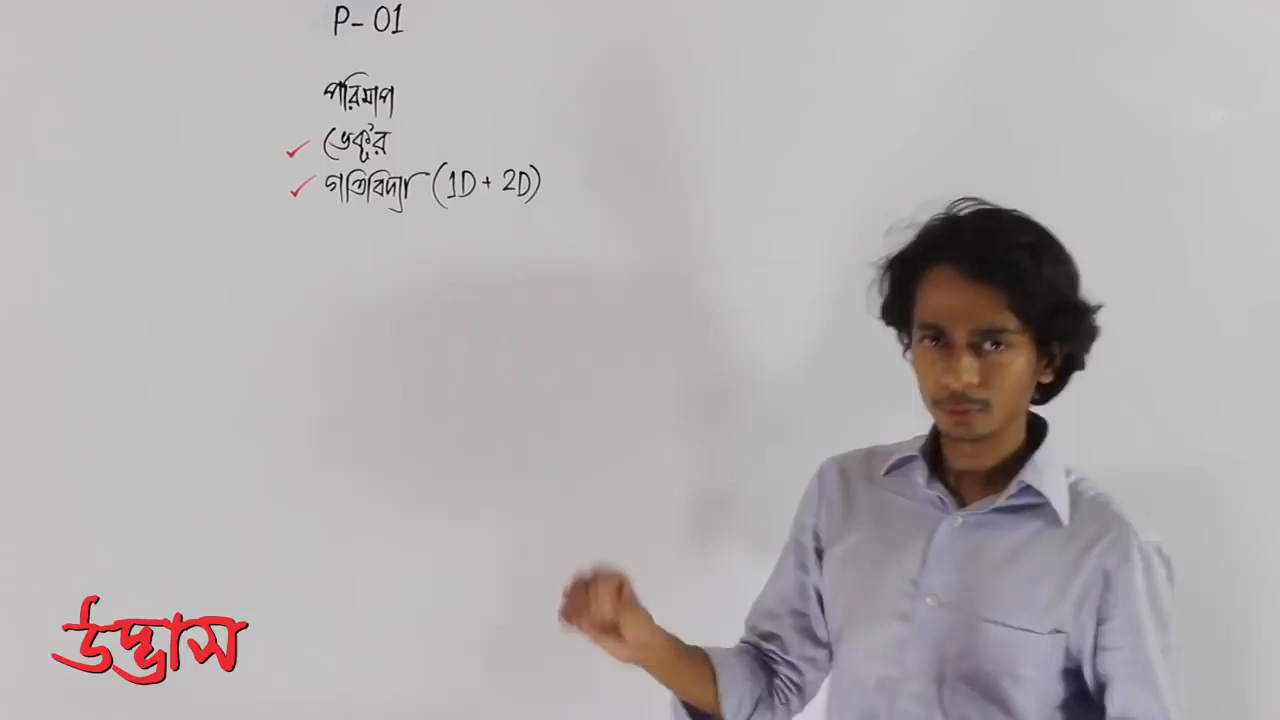 P- 01
পরিমাপ
✓ ভেক্টর
✓ গতিবিদ্যা (1D + 2D)
উদ্ভাস